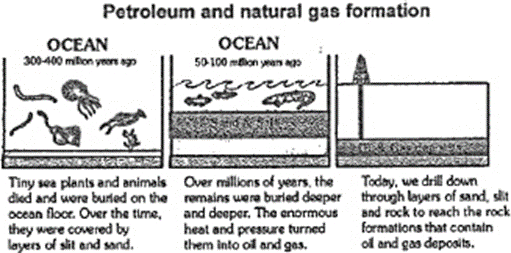 Petroleum and natural gas formation
OCEAN
300-400 million years ago
Tiny sea plants and animals
died and were buried on the
ocean floor. Over the time,
they were covered by
layers of slit and sand.
OCEAN
50-100 million years ago
Sand & Silt
Over millions of years, the
remains were buried deeper
and deeper. The enormous
heat and pressure turned
them into oil and gas.
Today, we drill down
through layers of sand, slit
and rock to reach the rock
formations that contain
oil and gas deposits.